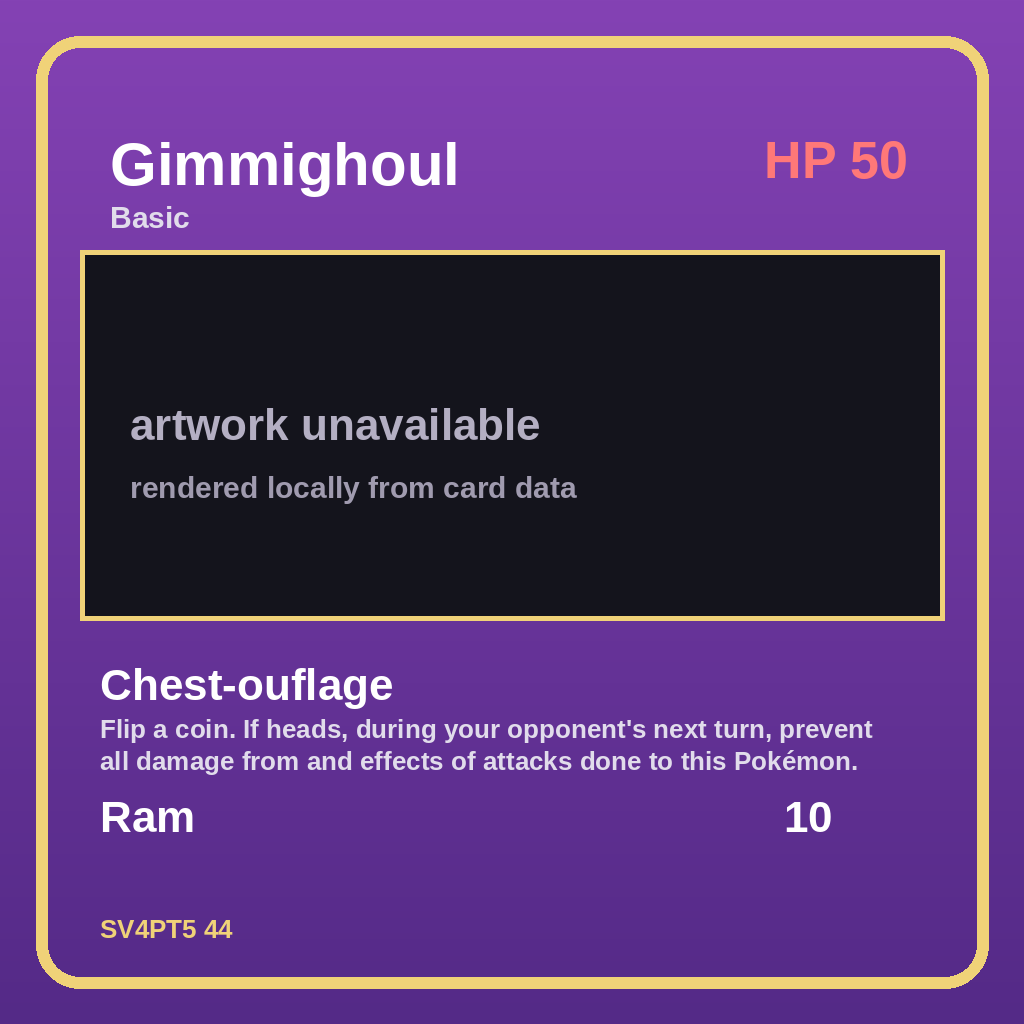 Gimmighoul
HP 50
Basic
artwork unavailable
rendered locally from card data
Chest-ouflage
Flip a coin. If heads, during your opponent's next turn, prevent
all damage from and effects of attacks done to this Pokémon.
Ram 10
SV4PT5 44